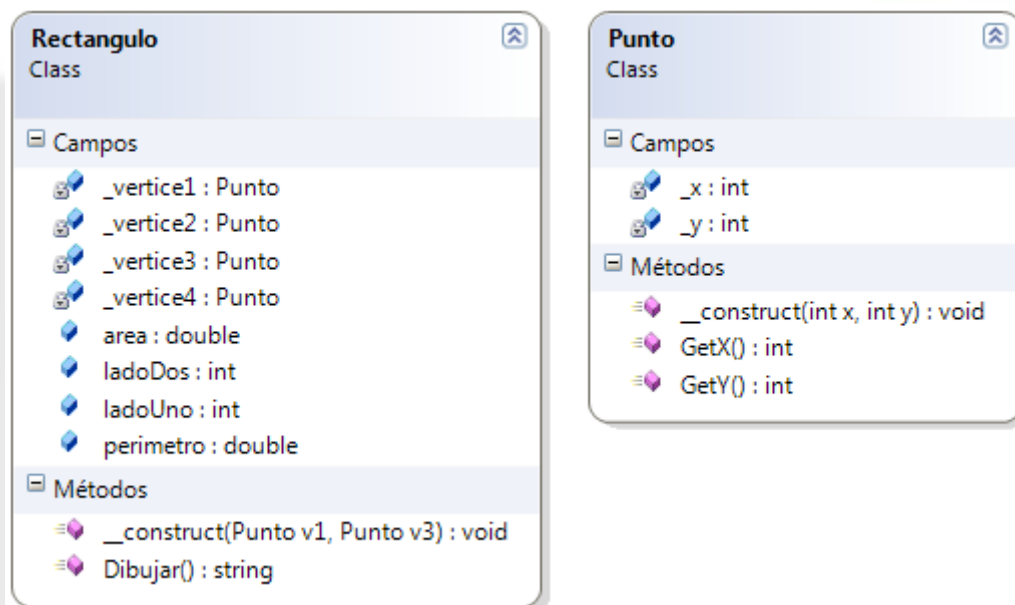 Rectangulo
Class
Campos
_vertice1 : Punto
_vertice2 : Punto
_vertice3 : Punto
_vertice4 : Punto
area : double
ladoDos : int
ladoUno : int
perimetro : double
Métodos
__construct(Punto v1, Punto v3) : void
Dibujar() : string
Punto
Class
Campos
_x : int
_y : int
Métodos
__construct(int x, int y) : void
GetX() : int
GetY() : int